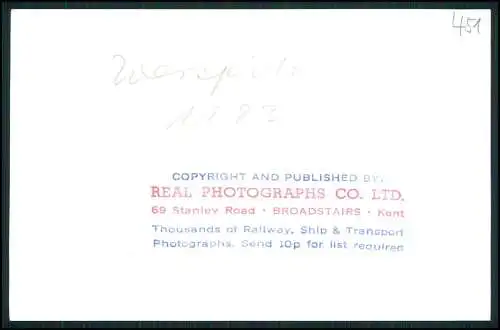 451
COPYRIGHT AND PUBLISHED BY.
REAL PHOTOGRAPHS CO. LTD.
69 Stanley Road · BROADSTAIRS · Kent
Thousands of Railway, Ship & Transport
Photographs. Send 10p for list required